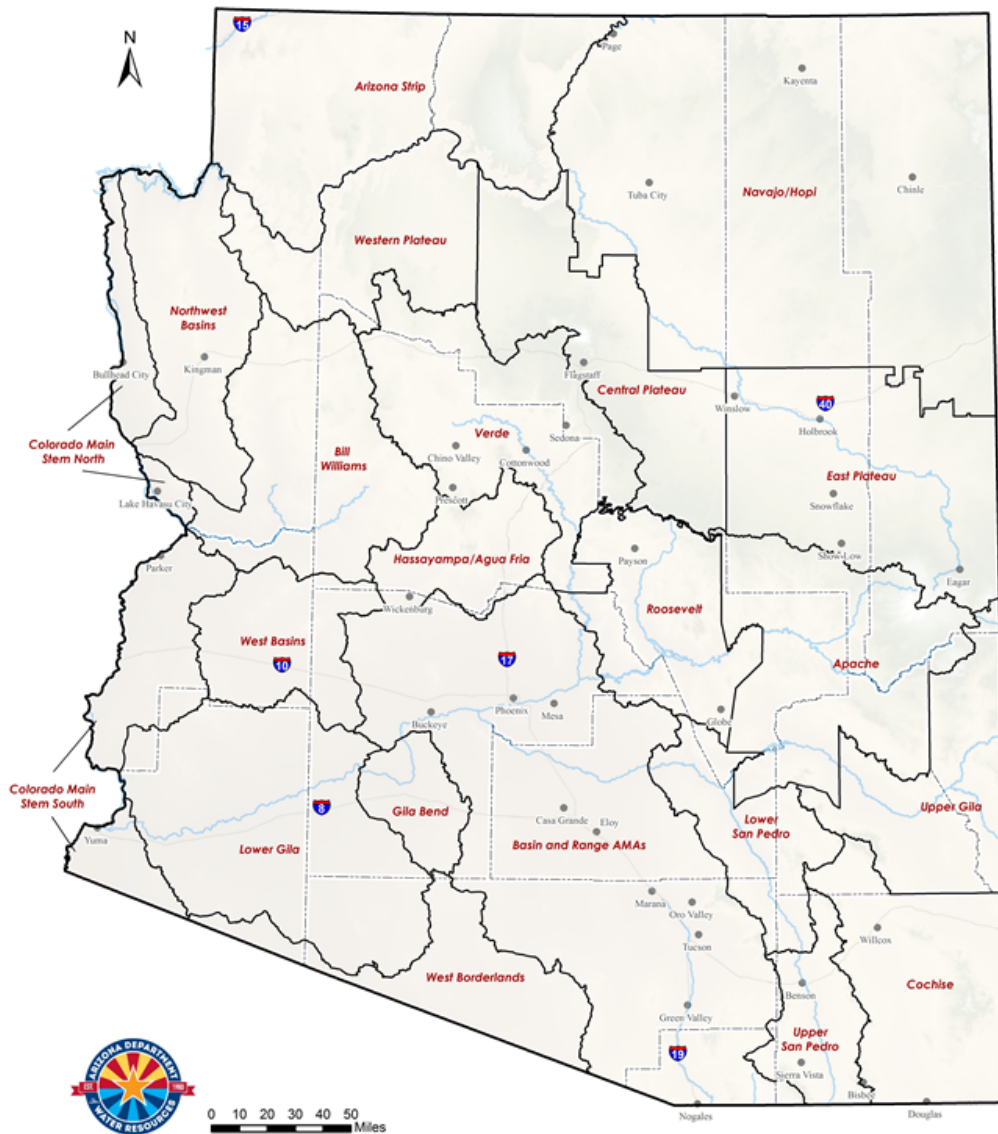 15
N
Page
Kayenta
Arizona Strip
Tuba City
Navajo/Hopi
Chinle
Western Plateau
Northwest
Basins
Kingman
Bullhead City
Flagstaff
Central Plateau
Winslow
40
Holbrook
Colorado Main
Stem North
Bill
Williams
Verde
Sedona
Chino Valley
Cottonwood
East Plateau
Prescott
Snowflake
Lake Havasu City
Show Low
Parker
Hassayampa/Agua Fria
Payson
Eagar
Wickenburg
Roosevelt
West Basins
10
17
Apache
Phoenix
Mesa
Buckeye
Globe
Colorado Main
Stem South
8
Gila Bend
Casa Grande
Eloy
Lower
San Pedro
Upper Gila
Yuma
Lower Gila
Basin and Range AMAs
Marana
Oro Valley
Tucson
Willcox
West Borderlands
Benson
Cochise
Green Valley
Upper
San Pedro
19
Sierra Vista
Bisbee
Nogales
Douglas
ARIZONA DEPARTMENT
EST. 1980
of
WATER RESOURCES
0 10 20 30 40 50
Miles